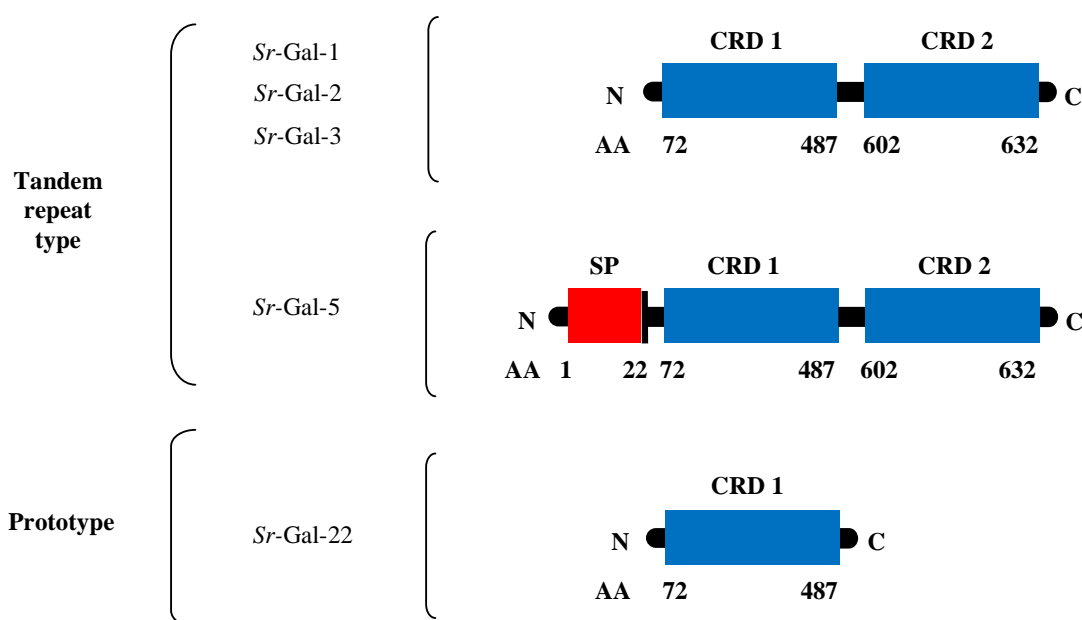 Tandem
repeat
type
Sr-Gal-1
Sr-Gal-2
Sr-Gal-3
CRD 1 CRD 2
N C
AA 72 487 602 632
Sr-Gal-5
SP CRD 1 CRD 2
N C
AA 1 22 72 487 602 632
Prototype
Sr-Gal-22
CRD 1
N C
AA 72 487